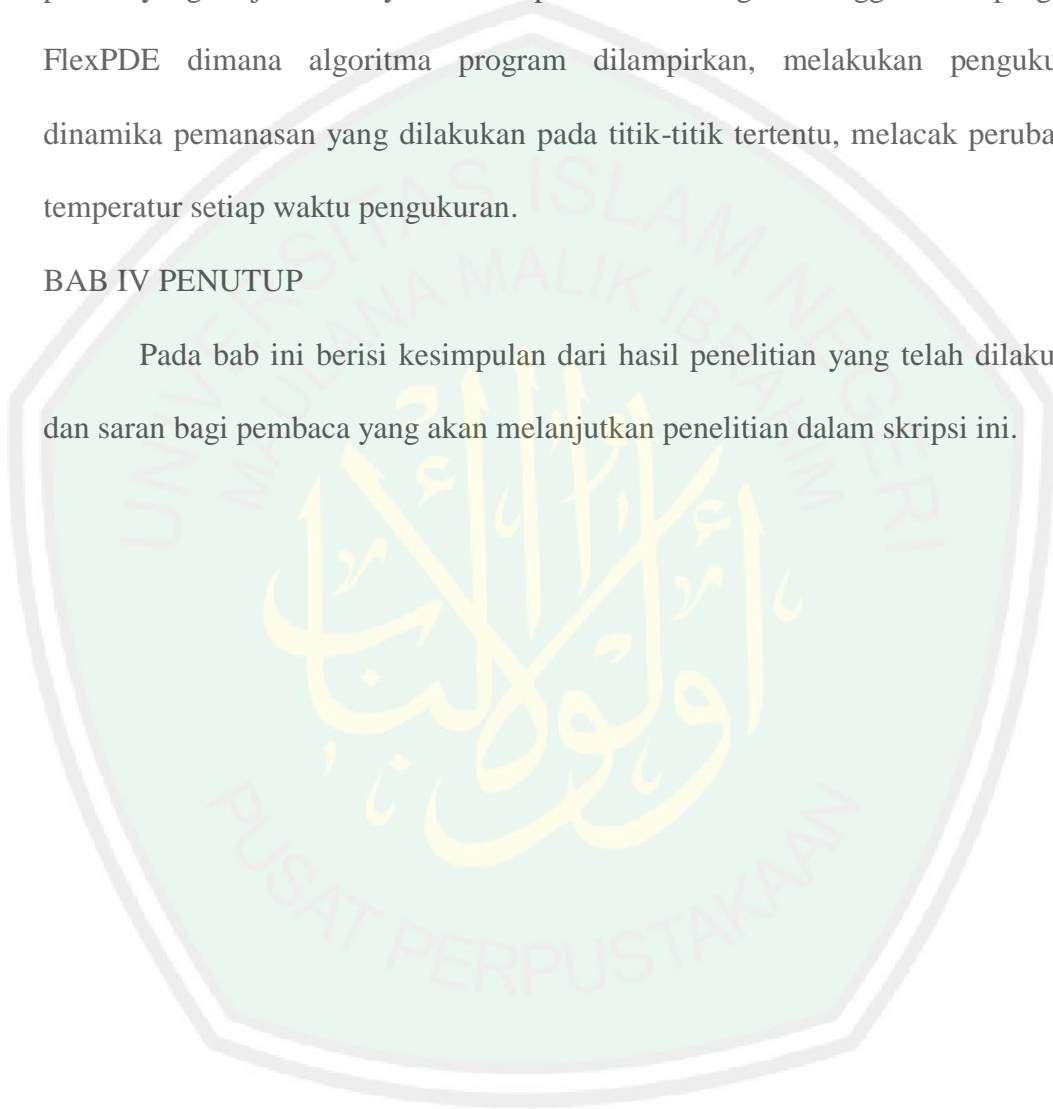 FlexPDE dimana algoritma program dilampirkan, melakukan penguku
dinamika pemanasan yang dilakukan pada titik-titik tertentu, melacak peruba
temperatur setiap waktu pengukuran.
BAB IV PENUTUP
Pada bab ini berisi kesimpulan dari hasil penelitian yang telah dilaku
dan saran bagi pembaca yang akan melanjutkan penelitian dalam skripsi ini.
UNIVERSITAS ISLAM NEGERI
MAULANA MALIK IBRAHIM
PUSAT PERPUSTAKAAN